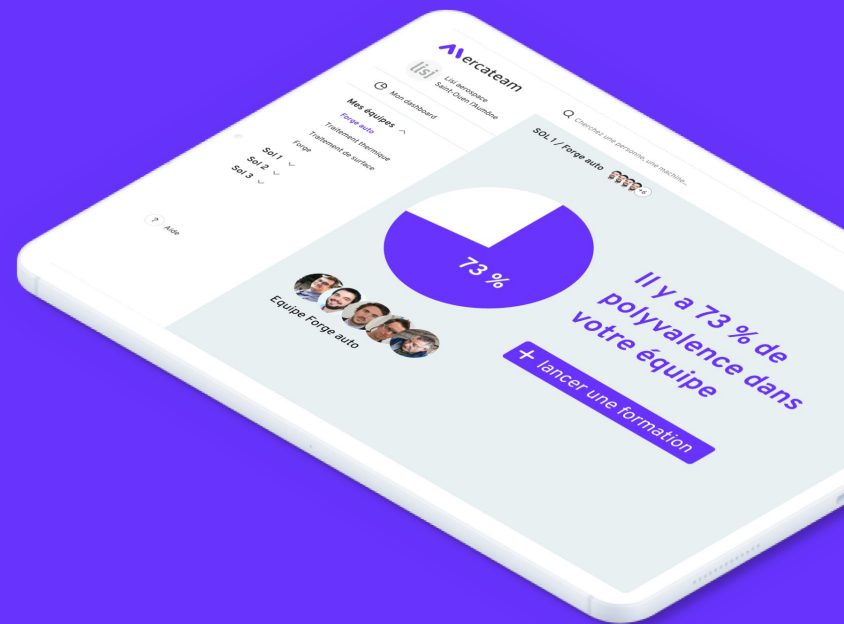 Mercateam
lisi
Lisi aerospace
Saint-Ouen l'Aumône
Mon dashboard
Mes équipes
Forge auto
Traitement thermique
Traitement de surface
Forge
Sol 1
Sol 2
Sol 3
? Aide
Cherchez une personne, une machine...
SOL 1 / Forge auto
+6
73 %
Equipe Forge auto
Il y a 73 % de
polyvalence dans
votre équipe
+ lancer une formation